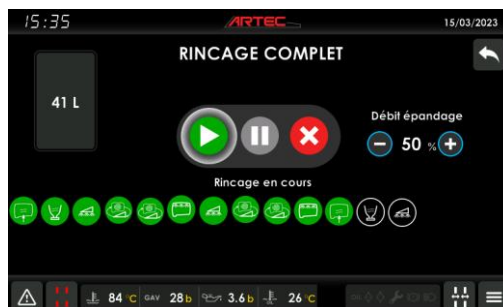 15:35 ARTEC 15/03/2023
RINCAGE COMPLET
41 L
Débit épandage
50 %
Rincage en cours
84 °C GAV 28 b 3.6 b 26 °C